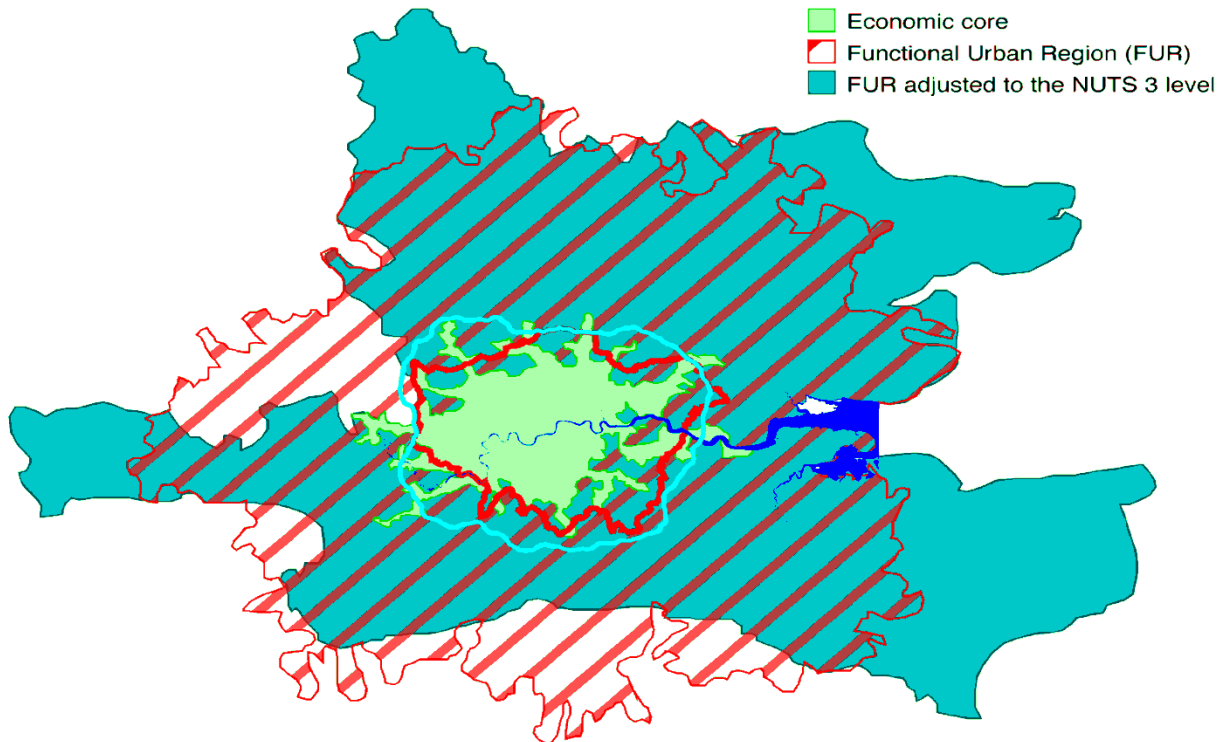 Economic core
Functional Urban Region (FUR)
FUR adjusted to the NUTS 3 level